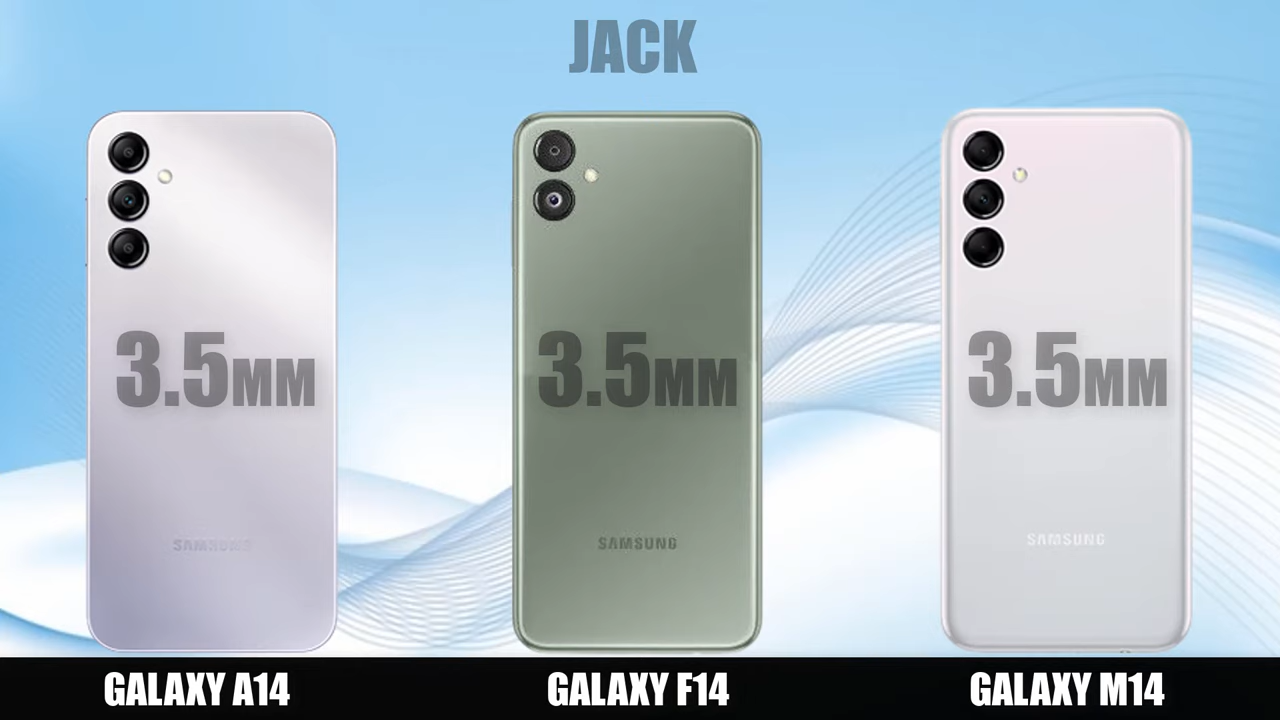 JACK
3.5MM
3.5MM
3.5MM
SAMSUNG
SAMSUNG
SAMSUNG
GALAXY A14
GALAXY F14
GALAXY M14